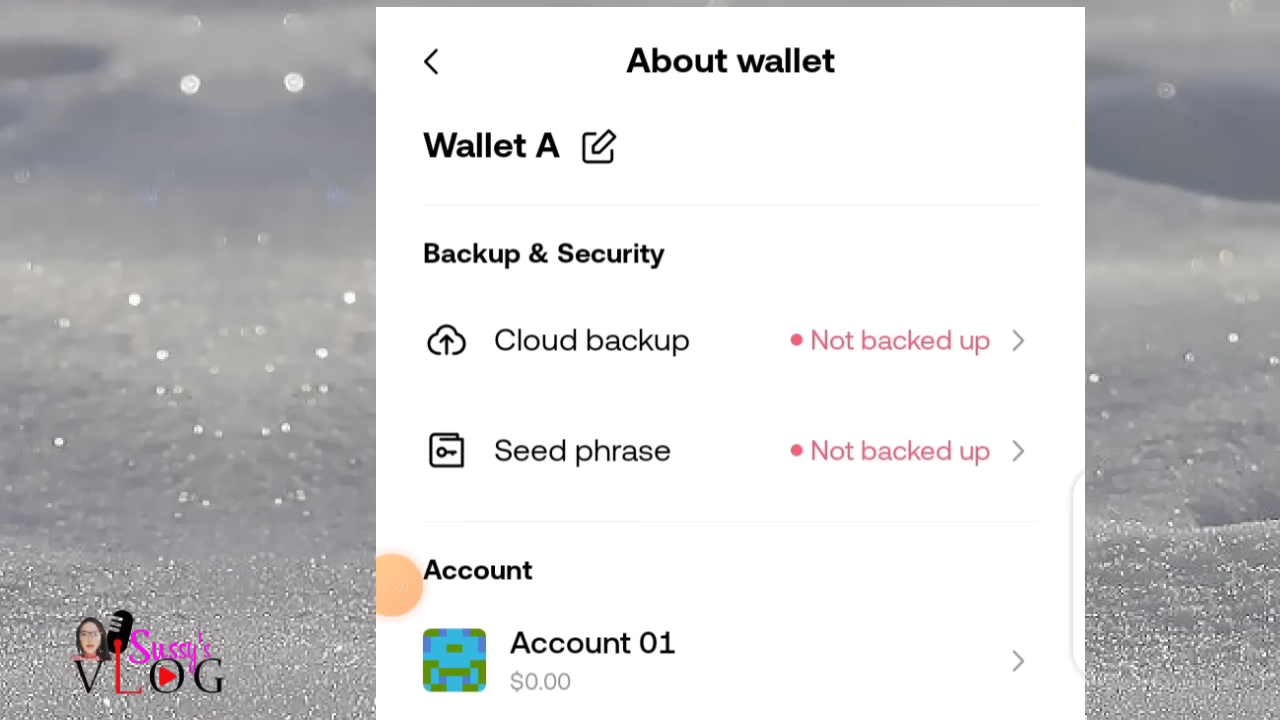 About wallet
Wallet A
Backup & Security
Cloud backup
Not backed up
Seed phrase
Not backed up
Account
Account 01
$0.00
Sussy's
VLOG